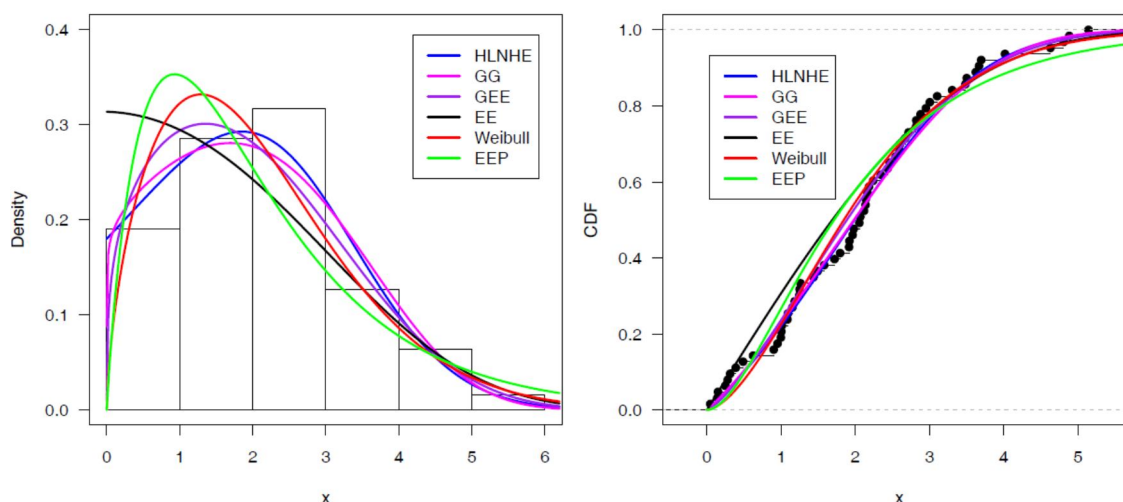 0.4
0.3
0.2
0.1
0.0
Density
HLNHE
GG
GEE
EE
Weibull
EEP
0 1 2 3 4 5 6
x
1.0
0.8
0.6
0.4
0.2
0.0
CDF
HLNHE
GG
GEE
EE
Weibull
EEP
0 1 2 3 4 5
x